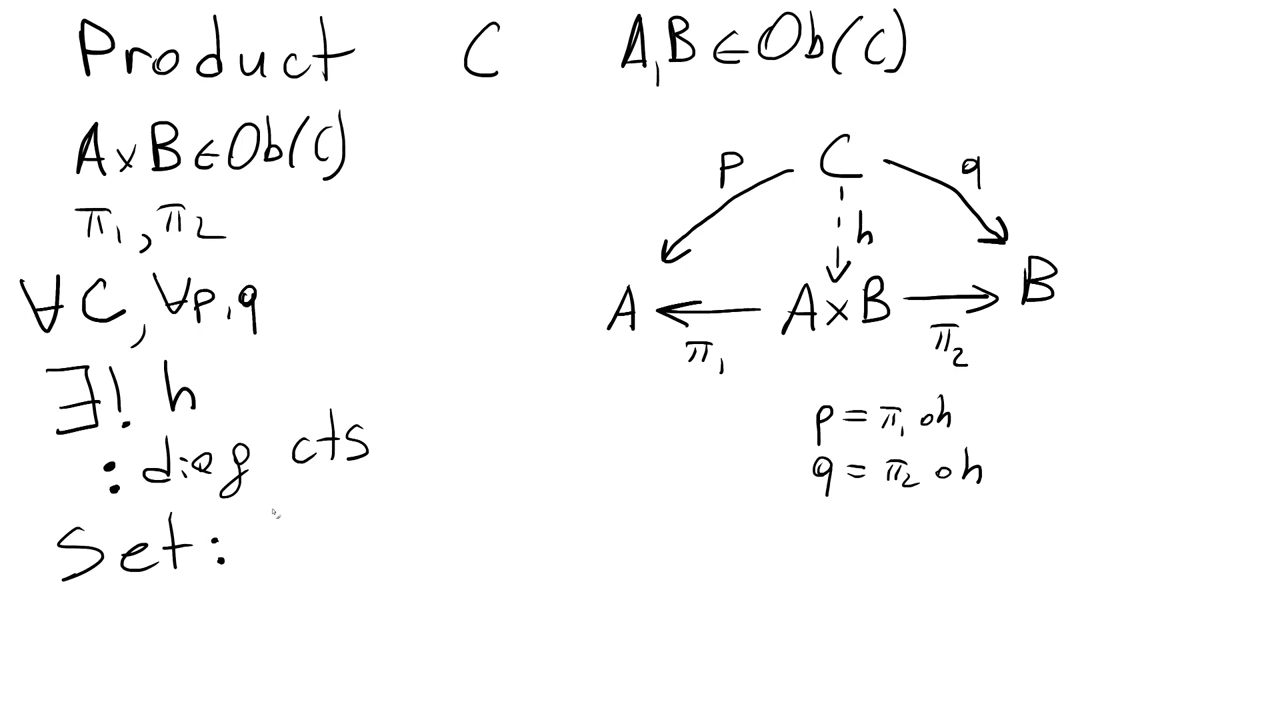 Product C A,B∈Ob(C)
A×B∈Ob(C)
π₁,π₂
∀C, ∀p,q
∃! h
: diag cts
Set:
C
p q
h
A A×B B
π₁ π₂
p = π₁ ∘h
q = π₂ ∘h